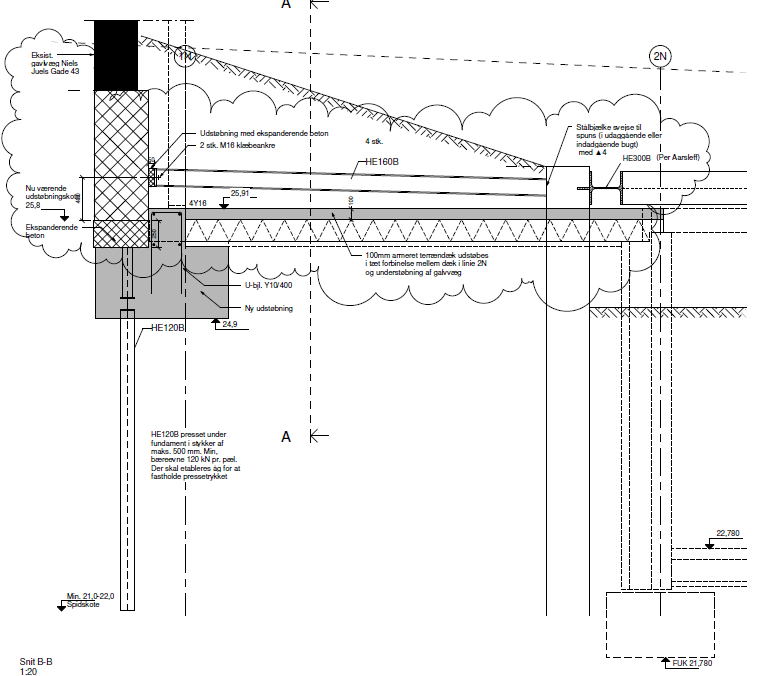 A
Eksist.
gavlvæg Niels
Juels Gade 43
1N
2N
Udstøbning med ekspanderende beton
2 stk. M16 klæbeankre
4 stk.
HE160B
Stålbjælke svejse til
spuns (i udaggående eller
indadgående bugt)
med ▲4
HE300B (Per Aarsleff)
Nu værende
udstøbningskote
25,8
25,91
4Y16
100
Ekspanderende
beton
100mm armeret terrændæk udstøbes
i tæt forbinelse mellem dæk i linie 2N
og understøbning af galvvæg
U-bjl. Y10/400
Ny udstøbning
24,9
HE120B
A
HE120B presset under
fundament i stykker af
maks. 500 mm. Min,
bæreevne 120 kN pr. pæl.
Der skal etableres åg for at
fastholde pressetrykket
22,780
Min. 21,0-22,0
Spidskote
Snit B-B
1:20
FUK 21,780